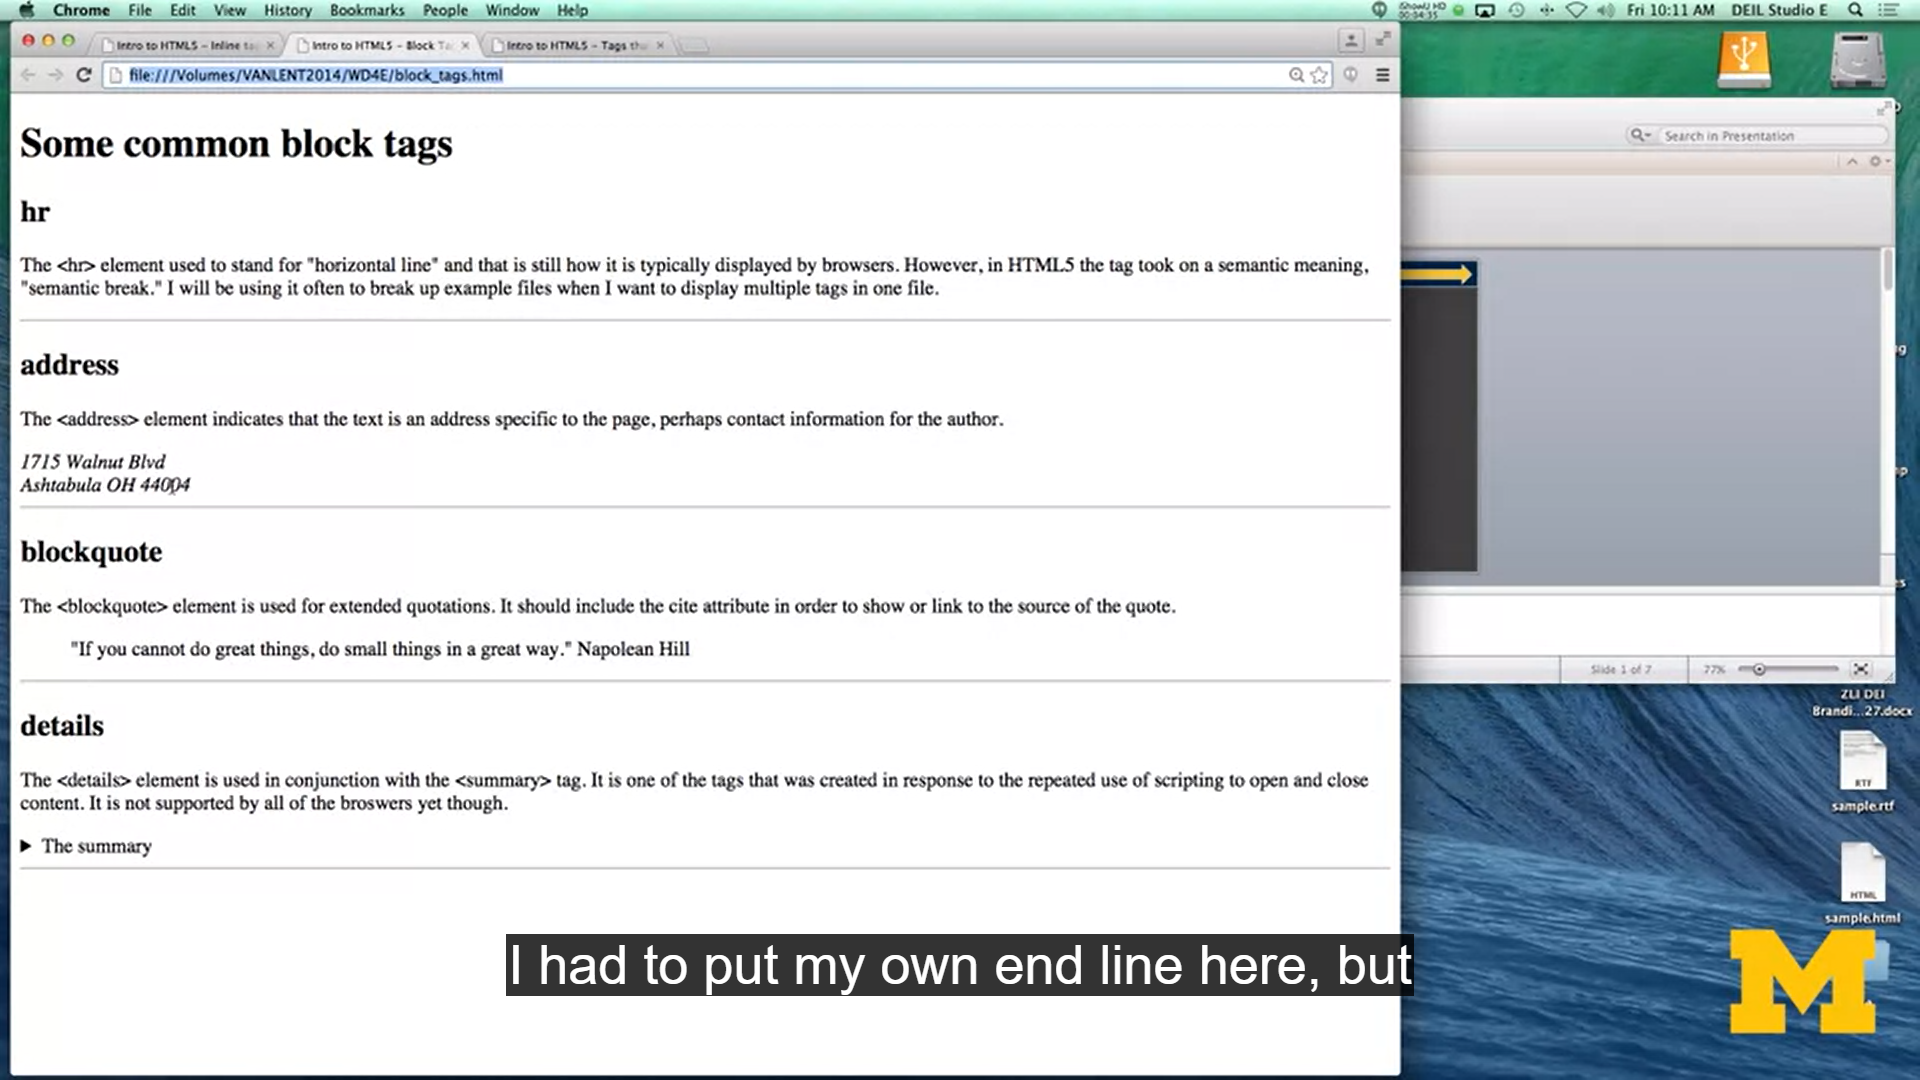 Chrome File Edit View History Bookmarks People Window Help
Fri 10:11 AM DEIL Studio E
Intro to HTML5 – Inline ta
Intro to HTML5 – Block Ta
Intro to HTML5 – Tags th
file:///Volumes/VANLENT2014/WD4E/block_tags.html
Search in Presentation
Some common block tags
hr
The <hr> element used to stand for "horizontal line" and that is still how it is typically displayed by browsers. However, in HTML5 the tag took on a semantic meaning,
"semantic break." I will be using it often to break up example files when I want to display multiple tags in one file.
address
The <address> element indicates that the text is an address specific to the page, perhaps contact information for the author.
1715 Walnut Blvd
Ashtabula OH 44004
blockquote
The <blockquote> element is used for extended quotations. It should include the cite attribute in order to show or link to the source of the quote.
"If you cannot do great things, do small things in a great way." Napolean Hill
details
The <details> element is used in conjunction with the <summary> tag. It is one of the tags that was created in response to the repeated use of scripting to open and close
content. It is not supported by all of the broswers yet though.
▶ The summary
Slide 1 of 7
77%
ZLI DEI
Brandi...27.docx
RTF
sample.rtf
HTML
sample.html
I had to put my own end line here, but
M